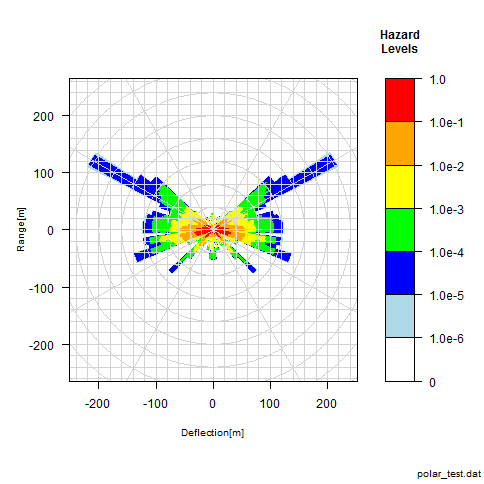 Hazard
Levels
1.0
1.0e-1
1.0e-2
1.0e-3
1.0e-4
1.0e-5
1.0e-6
0
200
100
0
-100
-200
Range[m]
-200 -100 0 100 200
Deflection[m]
polar_test.dat